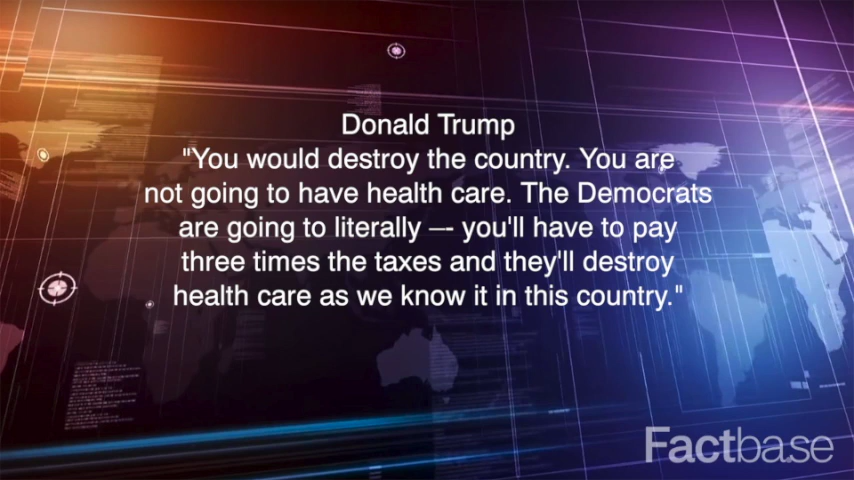 Donald Trump
"You would destroy the country. You are
not going to have health care. The Democrats
are going to literally –- you'll have to pay
three times the taxes and they'll destroy
health care as we know it in this country."
Factbase